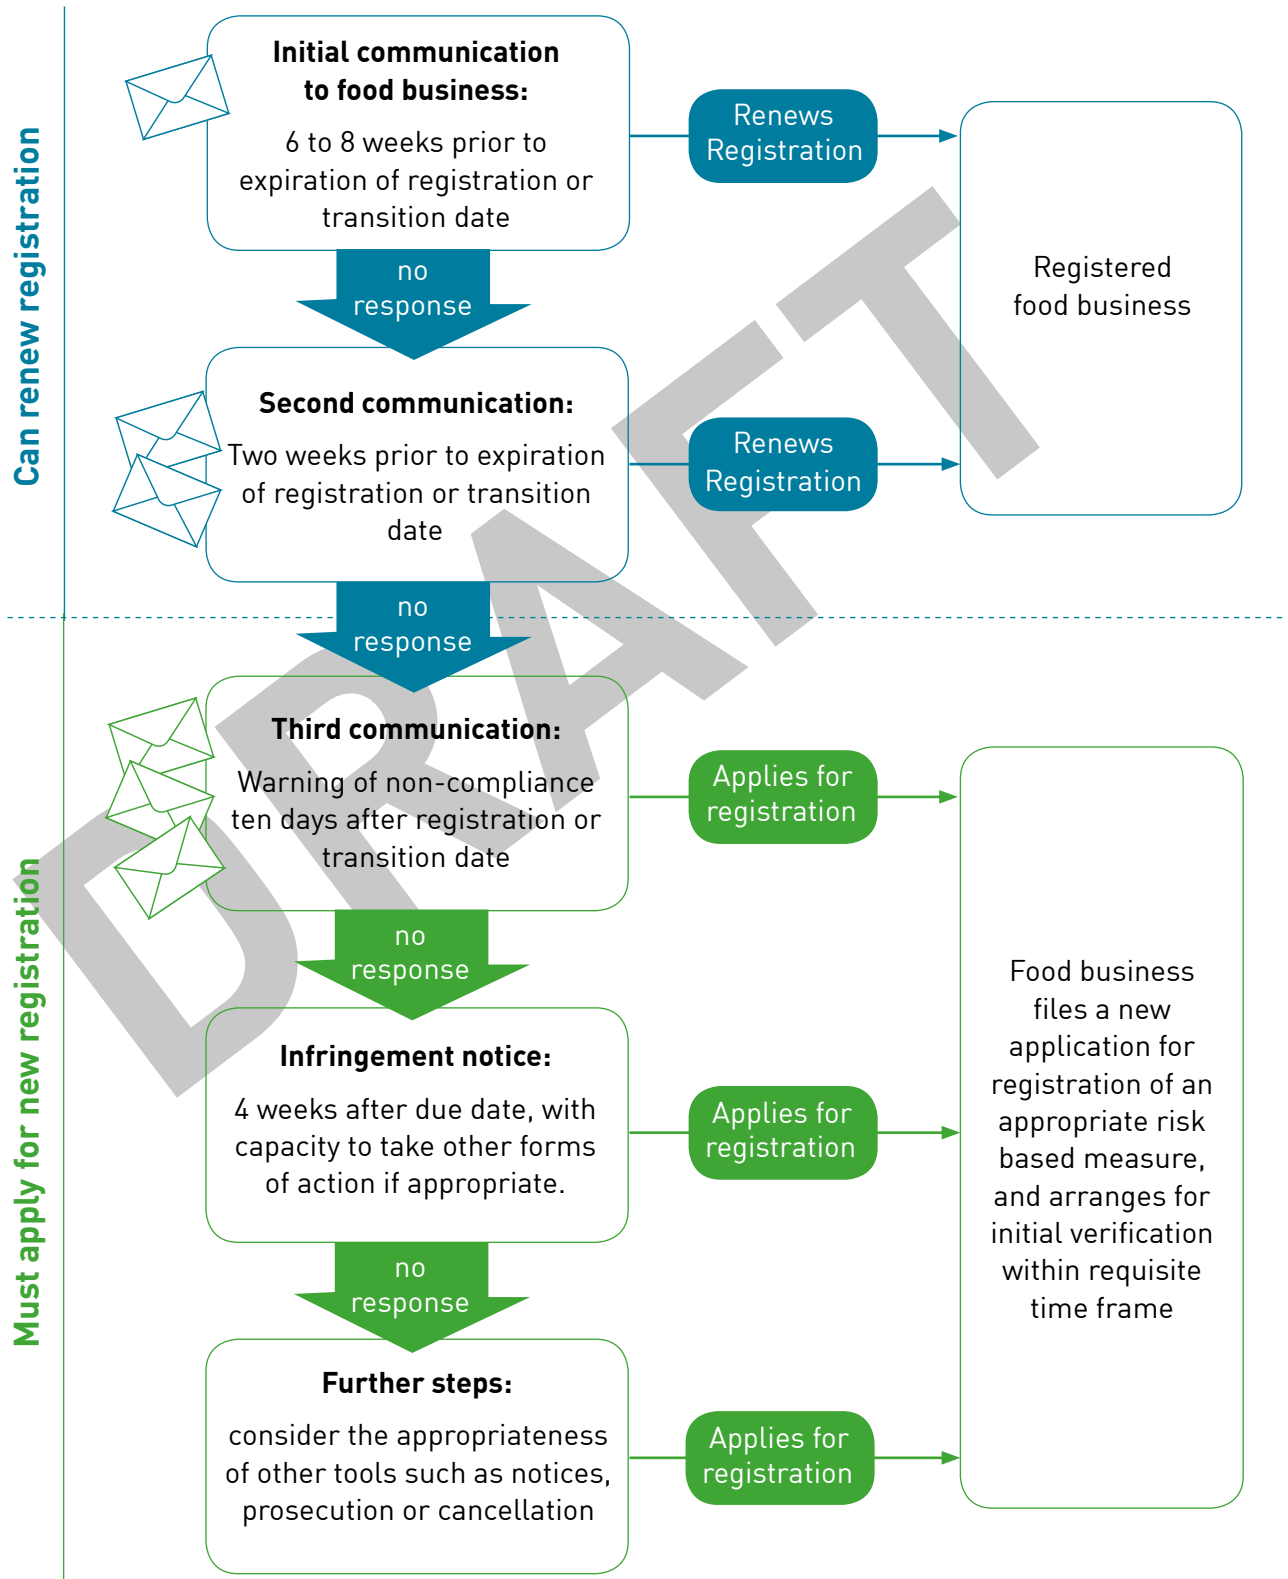 Can renew registration
Initial communication
to food business:
6 to 8 weeks prior to
expiration of registration or
transition date
Renews
Registration
Registered
food business
no
response
Second communication:
Two weeks prior to expiration
of registration or transition
date
Renews
Registration
no
response
DRAFT
Must apply for new registration
Third communication:
Warning of non-compliance
ten days after registration or
transition date
Applies for
registration
no
response
Infringement notice:
4 weeks after due date, with
capacity to take other forms
of action if appropriate.
Applies for
registration
Food business
files a new
application for
registration of an
appropriate risk
based measure,
and arranges for
initial verification
within requisite
time frame
no
response
Further steps:
consider the appropriateness
of other tools such as notices,
prosecution or cancellation
Applies for
registration